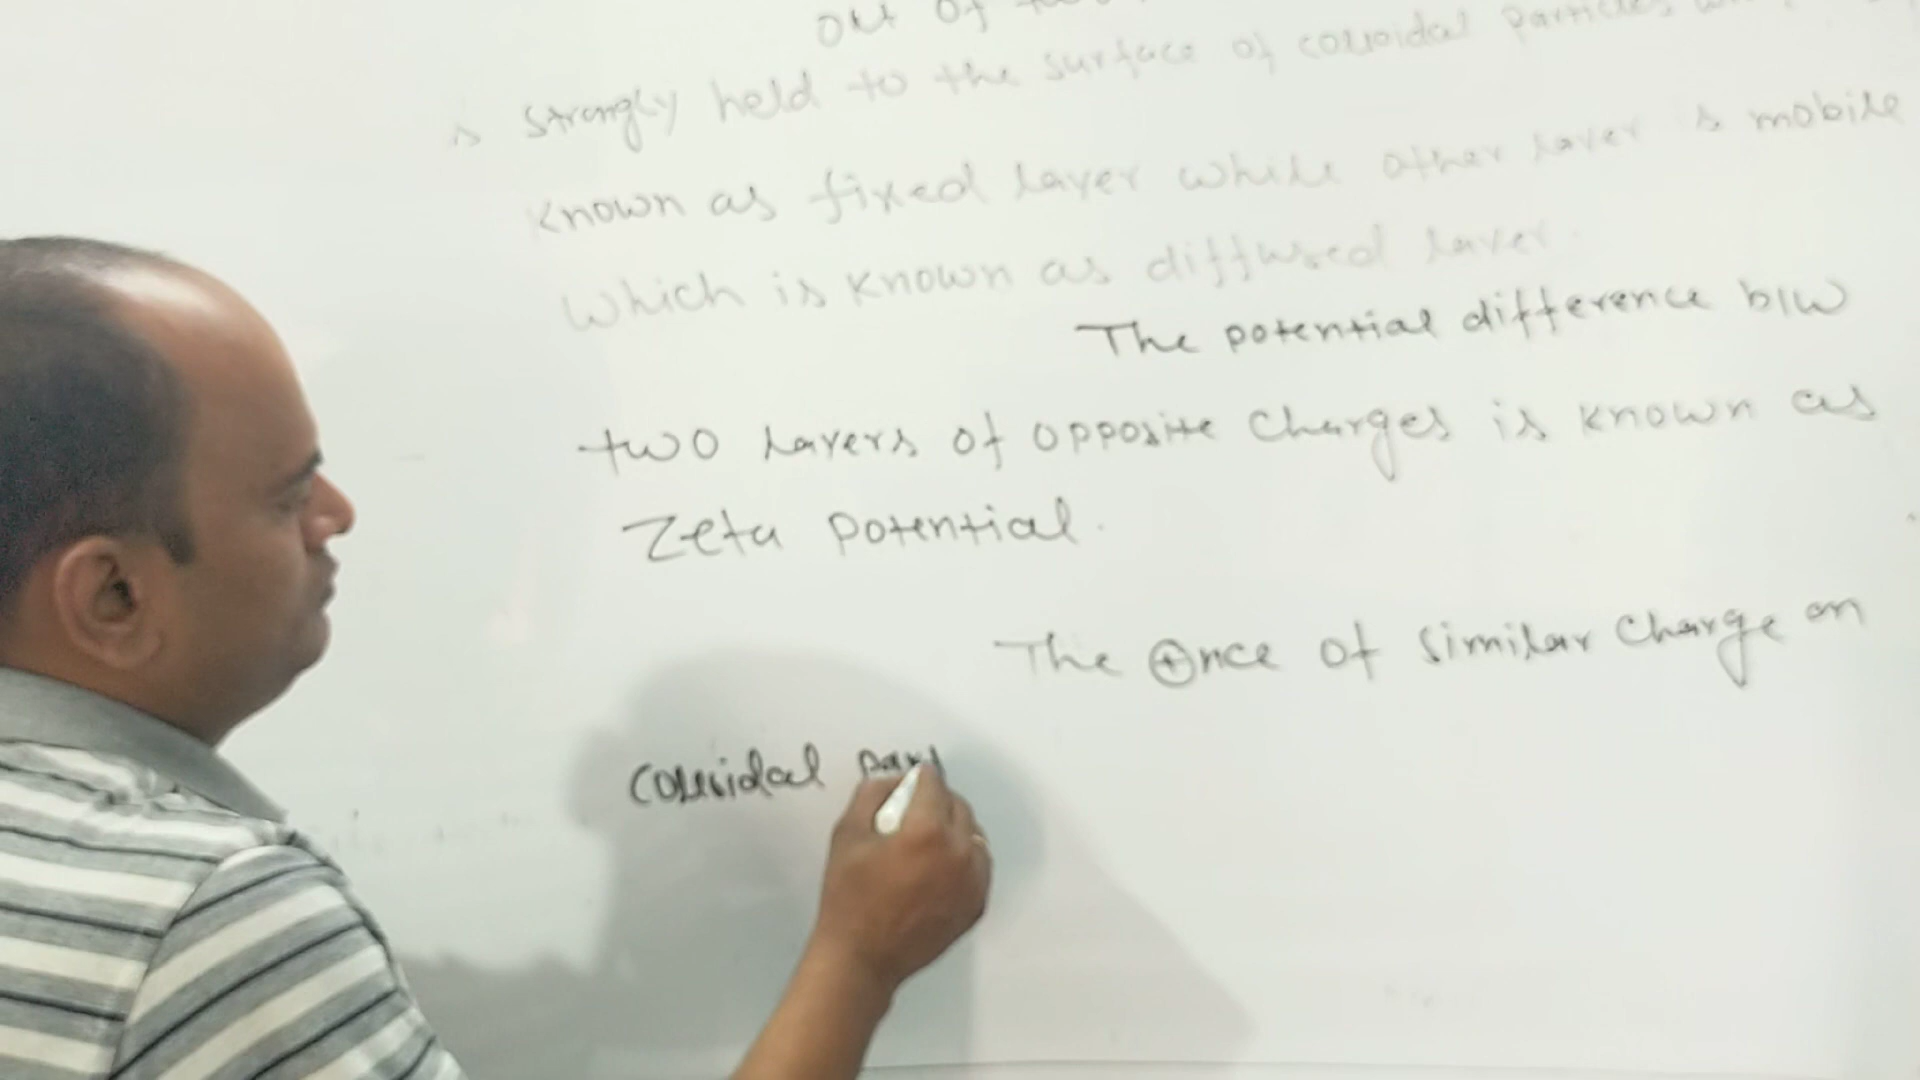 out of
is strongly held to the surface of colloidal particles
known as fixed layer while other layer is mobile
which is known as diffused layer.
The potential difference b/w
two layers of opposite charges is known as
Zeta potential.
The ⊕nce of similar charge on
colloidal part